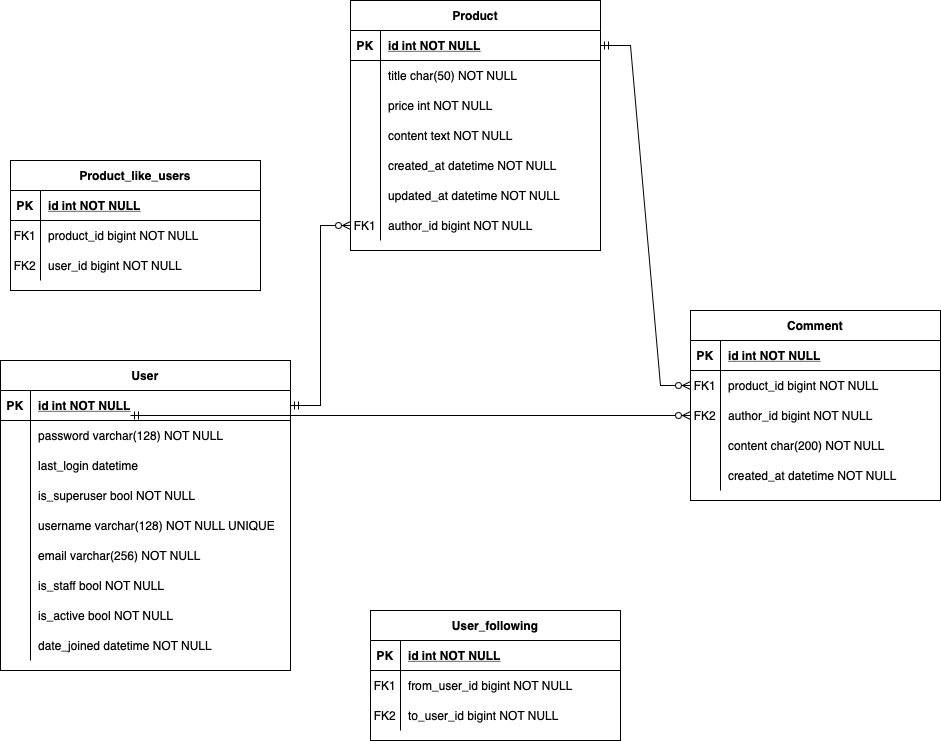 Product
PK id int NOT NULL
title char(50) NOT NULL
price int NOT NULL
content text NOT NULL
created_at datetime NOT NULL
updated_at datetime NOT NULL
FK1 author_id bigint NOT NULL
Product_like_users
PK id int NOT NULL
FK1 product_id bigint NOT NULL
FK2 user_id bigint NOT NULL
Comment
PK id int NOT NULL
FK1 product_id bigint NOT NULL
FK2 author_id bigint NOT NULL
content char(200) NOT NULL
created_at datetime NOT NULL
User
PK id int NOT NULL
password varchar(128) NOT NULL
last_login datetime
is_superuser bool NOT NULL
username varchar(128) NOT NULL UNIQUE
email varchar(256) NOT NULL
is_staff bool NOT NULL
is_active bool NOT NULL
date_joined datetime NOT NULL
User_following
PK id int NOT NULL
FK1 from_user_id bigint NOT NULL
FK2 to_user_id bigint NOT NULL